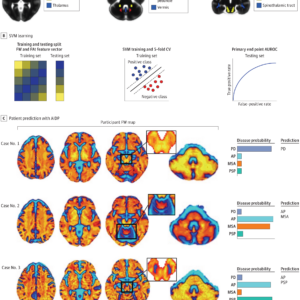 Thalamus
Vermis
Somatosensory tract
B SVM learning
Training and testing split
FW and FAt feature vector
Training set
Testing set
SVM training and 5-fold CV
Training set
Positive class
Negative class
Primary end point AUROC
Testing set
True positive rate
False positive rate
C Patient prediction with AIDP
Participant FW map
Case No. 1
Disease probability
Prediction
PD
AP
MSA
PSP
PD
Case No. 2
Disease probability
Prediction
PD
AP
MSA
PSP
AP
MSA
Case No. 3
Disease probability
Prediction
PD
AP
MSA
PSP
AP
PSP